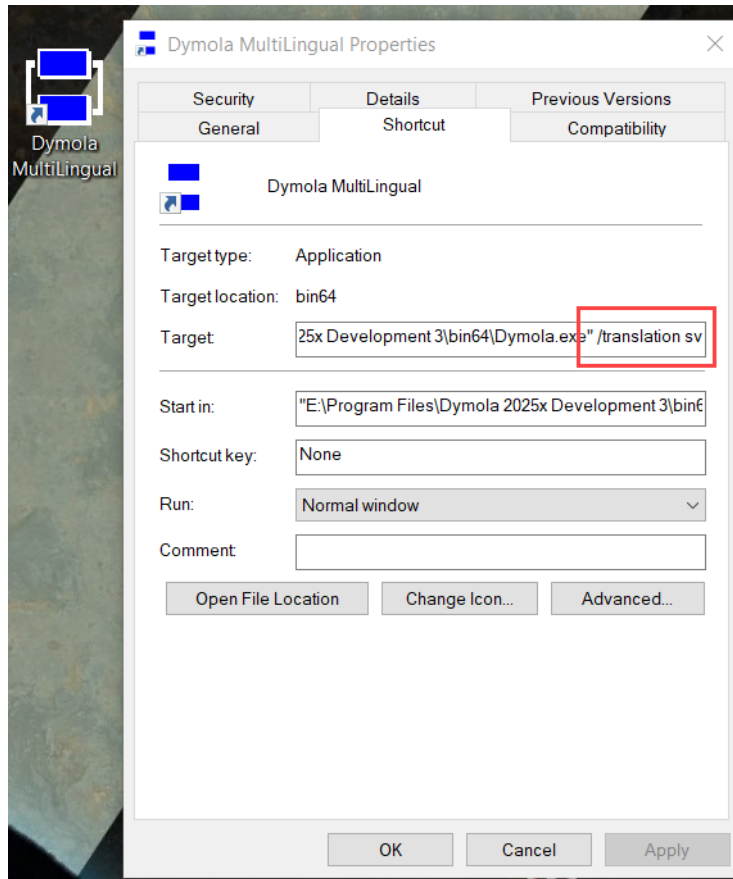 Dymola
MultiLingual
Dymola MultiLingual Properties
Security Details Previous Versions
General Shortcut Compatibility
Dymola MultiLingual
Target type: Application
Target location: bin64
Target: 25x Development 3\bin64\Dymola.exe" /translation sv
Start in: "E:\Program Files\Dymola 2025x Development 3\bin6
Shortcut key: None
Run: Normal window
Comment:
Open File Location Change Icon... Advanced...
OK Cancel Apply